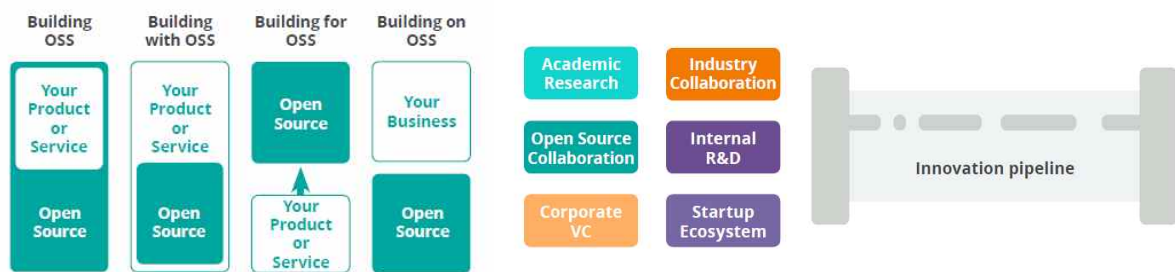 Building
OSS
Your
Product
or
Service
Open
Source
Building
with OSS
Your
Product
or
Service
Open
Source
Building for
OSS
Open
Source
Your
Product
or
Service
Building on
OSS
Your
Business
Open
Source
Academic
Research
Industry
Collaboration
Open Source
Collaboration
Internal
R&D
Corporate
VC
Startup
Ecosystem
Innovation pipeline